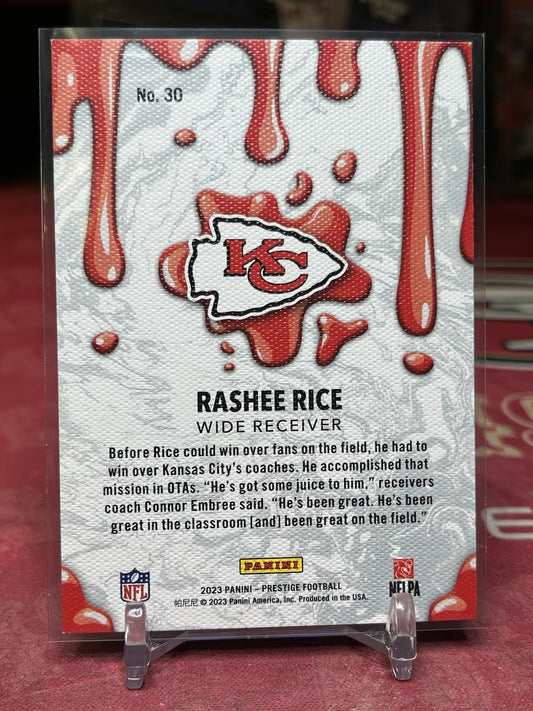 No. 30
KC
RASHEE RICE
WIDE RECEIVER
Before Rice could win over fans on the field, he had to
win over Kansas City's coaches. He accomplished that
mission in OTAs. “He's got some juice to him,” receivers
coach Connor Embree said. “He's been great. He's been
great in the classroom [and] been great on the field.”
PANINI
NFL
2023 PANINI – PRESTIGE FOOTBALL
帕尼尼 © 2023 Panini America, Inc. Produced in the USA.
NFLPA